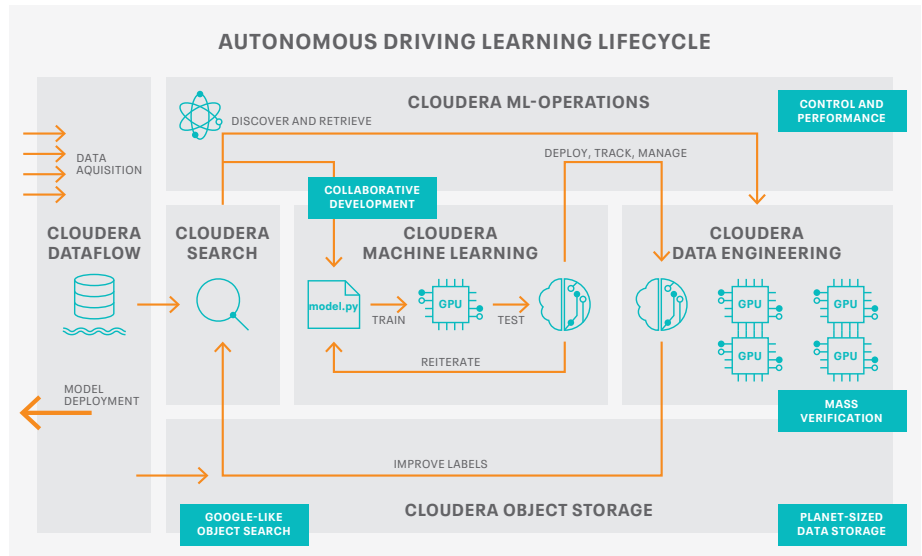 AUTONOMOUS DRIVING LEARNING LIFECYCLE
CLOUDERA ML-OPERATIONS
CONTROL AND
PERFORMANCE
DISCOVER AND RETRIEVE
DEPLOY, TRACK, MANAGE
DATA
AQUISITION
COLLABORATIVE
DEVELOPMENT
CLOUDERA
DATAFLOW
CLOUDERA
SEARCH
CLOUDERA
MACHINE LEARNING
CLOUDERA
DATA ENGINEERING
model.py
TRAIN
GPU
TEST
GPU
GPU
GPU
GPU
REITERATE
MODEL
DEPLOYMENT
MASS
VERIFICATION
IMPROVE LABELS
CLOUDERA OBJECT STORAGE
GOOGLE-LIKE
OBJECT SEARCH
PLANET-SIZED
DATA STORAGE